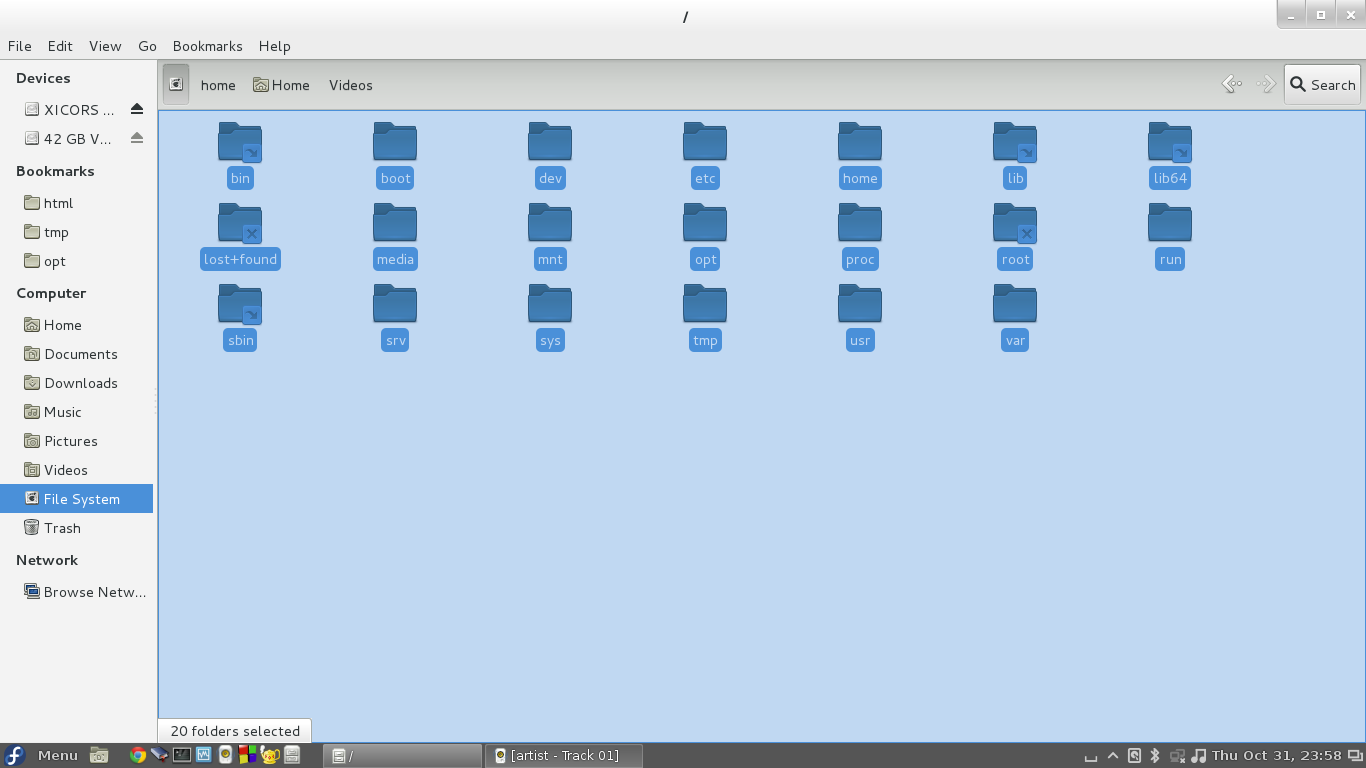 /
File Edit View Go Bookmarks Help
Devices
XICORS ...
42 GB V...
Bookmarks
html
tmp
opt
Computer
Home
Documents
Downloads
Music
Pictures
Videos
File System
Trash
Network
Browse Netw...
home Home Videos
Search
bin boot dev etc home lib lib64
lost+found media mnt opt proc root run
sbin srv sys tmp usr var
20 folders selected
Menu / [artist - Track 01] Thu Oct 31, 23:58